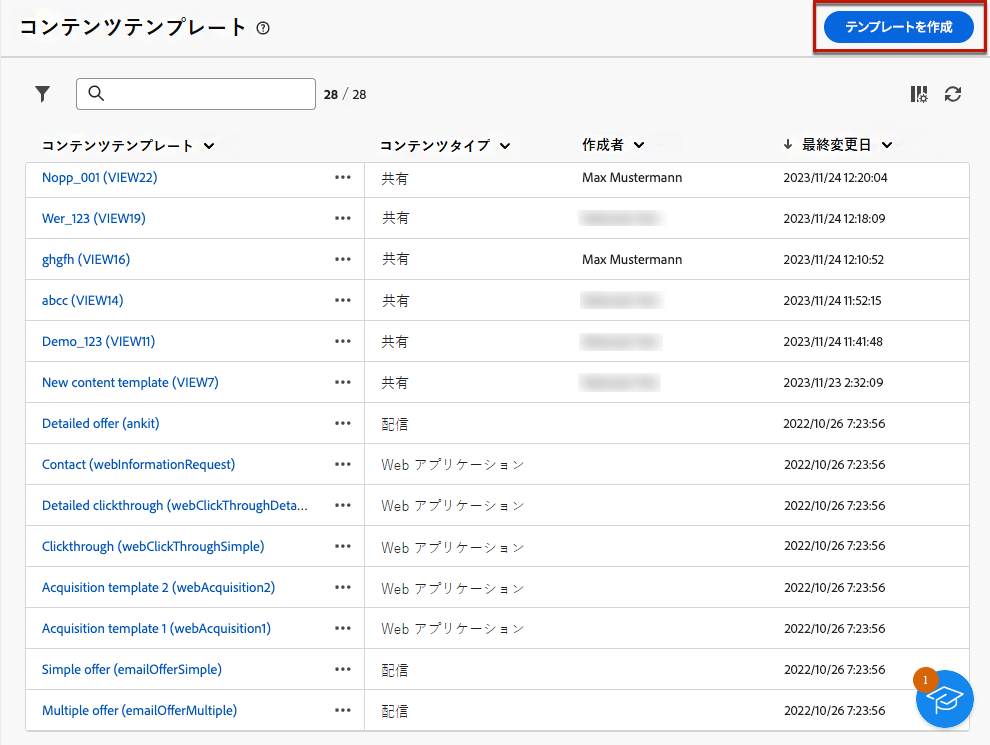 コンテンツテンプレート
テンプレートを作成
28 / 28
コンテンツテンプレート コンテンツタイプ 作成者 最終変更日
Nopp_001 (VIEW22) 共有 Max Mustermann 2023/11/24 12:20:04
Wer_123 (VIEW19) 共有 2023/11/24 12:18:09
ghgfh (VIEW16) 共有 Max Mustermann 2023/11/24 12:10:52
abcc (VIEW14) 共有 2023/11/24 11:52:15
Demo_123 (VIEW11) 共有 2023/11/24 11:41:48
New content template (VIEW7) 共有 2023/11/23 2:32:09
Detailed offer (ankit) 配信 2022/10/26 7:23:56
Contact (webInformationRequest) Web アプリケーション 2022/10/26 7:23:56
Detailed clickthrough (webClickThroughDeta... Web アプリケーション 2022/10/26 7:23:56
Clickthrough (webClickThroughSimple) Web アプリケーション 2022/10/26 7:23:56
Acquisition template 2 (webAcquisition2) Web アプリケーション 2022/10/26 7:23:56
Acquisition template 1 (webAcquisition1) Web アプリケーション 2022/10/26 7:23:56
Simple offer (emailOfferSimple) 配信 2022/10/26 7:23:56
Multiple offer (emailOfferMultiple) 配信 2022/10/26 7:23:56
1